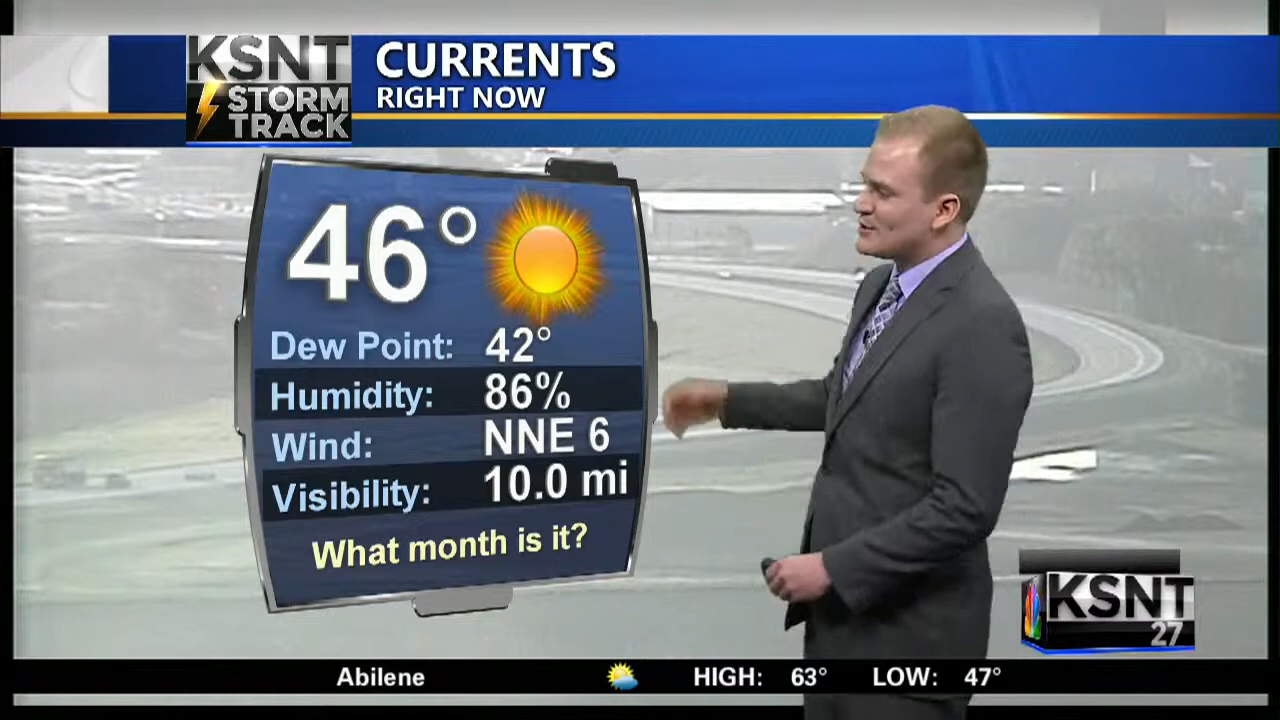 KSNT
STORM
TRACK
CURRENTS
RIGHT NOW
46°
Dew Point: 42°
Humidity: 86%
Wind: NNE 6
Visibility: 10.0 mi
What month is it?
KSNT
27
Abilene HIGH: 63° LOW: 47°